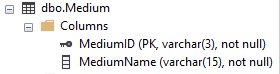 dbo.Medium
Columns
MediumID (PK, varchar(3), not null)
MediumName (varchar(15), not null)